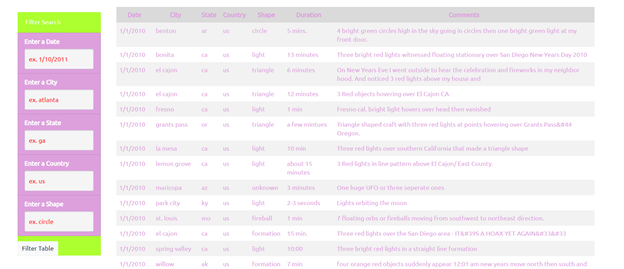 Filter Search
Enter a Date
ex. 1/10/2011
Enter a City
ex. atlanta
Enter a State
ex. ga
Enter a Country
ex. us
Enter a Shape
ex. circle
Filter Table
Date City State Country Shape Duration Comments
1/1/2010 benton ar us circle 5 mins. 4 bright green circles high in the sky going in circles then one bright green light at my
front door.
1/1/2010 bonita ca us light 13 minutes Three bright red lights witnessed floating stationary over San Diego New Years Day 2010
1/1/2010 el cajon ca us triangle 6 minutes On New Years Eve I went outside to hear the celebration and fireworks in my neighbor
hood. And noticed 3 red lights above my house and
1/1/2010 el cajon ca us triangle 12 minutes 3 Red objects hovering over El Cajon CA
1/1/2010 fresno ca us light 1 min Fresno cal. bright light hovers over heed then vanished
1/1/2010 grants pass or us triangle a few mintues Triangle shaped craft with three red lights at points hovering over Grants Pass&#44
Oregon.
1/1/2010 la mesa ca us light 10 min Three red lights over southern California that made a triangle shape
1/1/2010 lemon grove ca us light about 15
minutes 3 Red lights in line pattern above El Cajon/ East County.
1/1/2010 maricopa az us unknown 3 minutes One huge UFO or three seperate ones
1/1/2010 park city ky us light 2-3 seconds Lights orbiting the moon
1/1/2010 st. louis mo us fireball 1 min 7 floating orbs or fireballs moving from southwest to northeast direction.
1/1/2010 el cajon ca us formation 15 min. Three red lights over the San Diego area - IT&#39S A HOAX YET AGAIN&#33&#33
1/1/2010 spring valley ca us light 10:00 Three bright red lights in a straight line formation
1/1/2010 willow ak us formation 7 min four orange red objects suddenly appear 12:01 am new years move north then south and